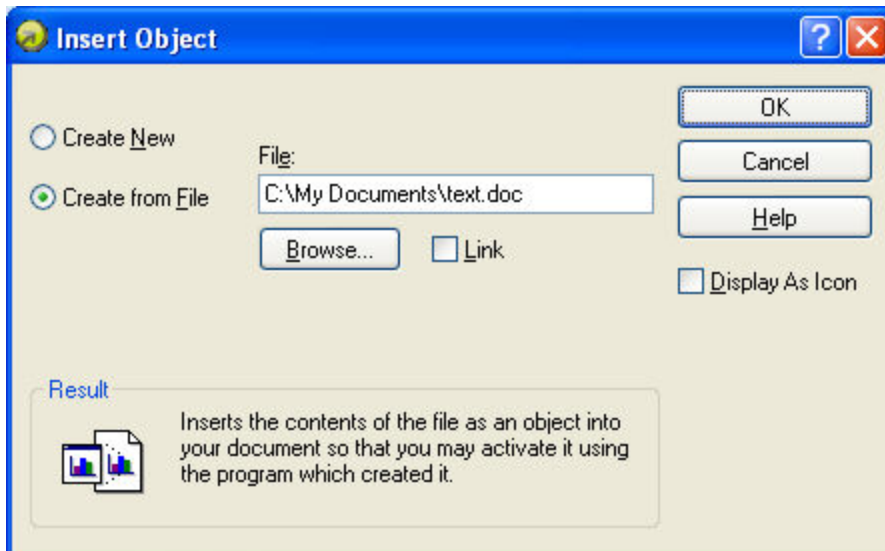 Insert Object
?
X
Create New
Create from File
File:
C:\My Documents\text.doc
Browse...
Link
OK
Cancel
Help
Display As Icon
Result
Inserts the contents of the file as an object into
your document so that you may activate it using
the program which created it.